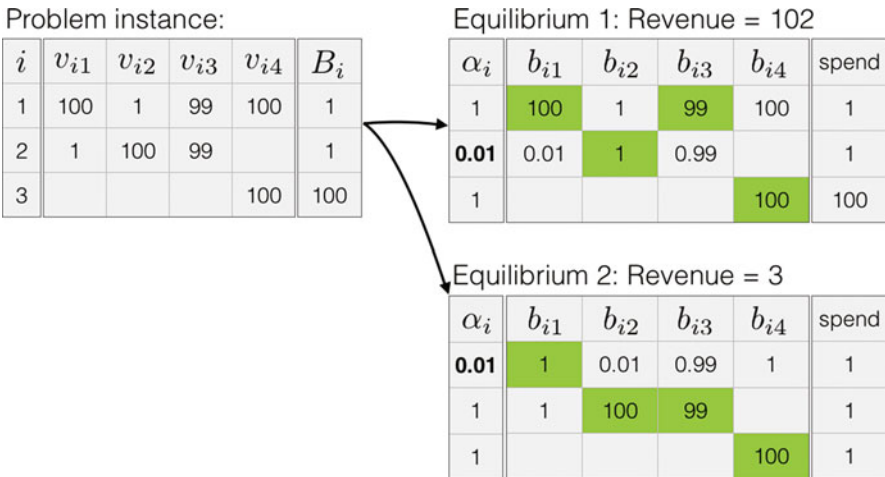 Problem instance:
i v_{i1} v_{i2} v_{i3} v_{i4} B_i
1 100 1 99 100 1
2 1 100 99 1
3 100 100
Equilibrium 1: Revenue = 102
α_i b_{i1} b_{i2} b_{i3} b_{i4} spend
1 100 1 99 100 1
0.01 0.01 1 0.99 1
1 100 100
Equilibrium 2: Revenue = 3
α_i b_{i1} b_{i2} b_{i3} b_{i4} spend
0.01 1 0.01 0.99 1 1
1 1 100 99 1
1 100 1